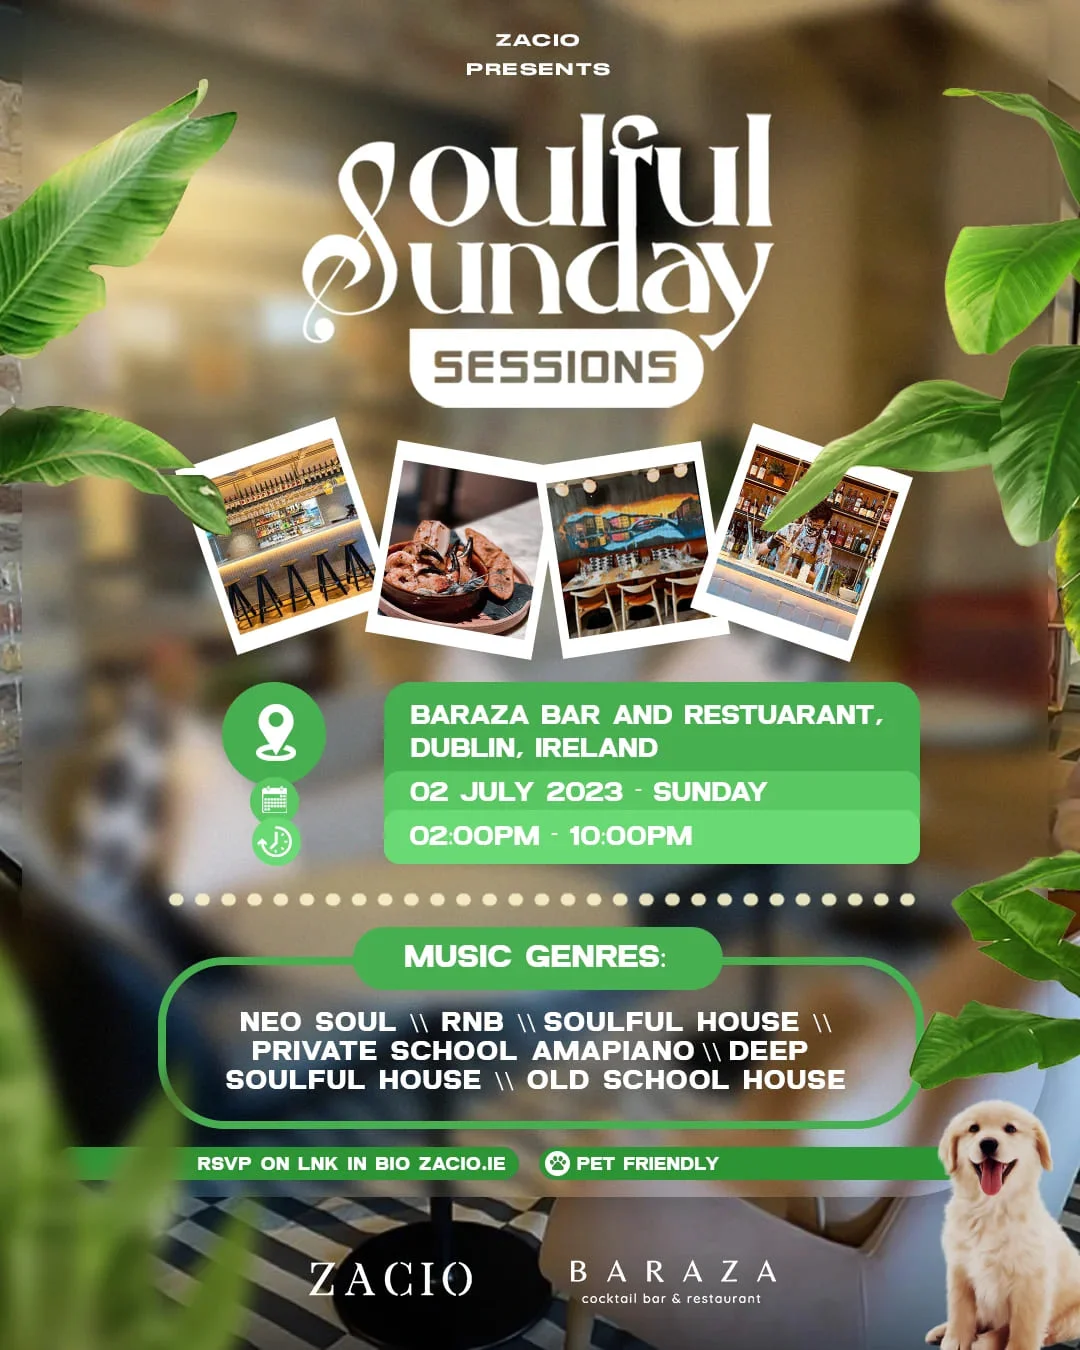 ZACIO
PRESENTS
Soulful
Sunday
SESSIONS
BARAZA BAR AND RESTUARANT,
DUBLIN, IRELAND
02 JULY 2023 - SUNDAY
02:00PM - 10:00PM
MUSIC GENRES:
NEO SOUL \\ RNB \\ SOULFUL HOUSE \\
PRIVATE SCHOOL AMAPIANO \\ DEEP
SOULFUL HOUSE \\ OLD SCHOOL HOUSE
RSVP ON LNK IN BIO ZACIO.IE
PET FRIENDLY
ZACIO
BARAZA
cocktail bar & restaurant